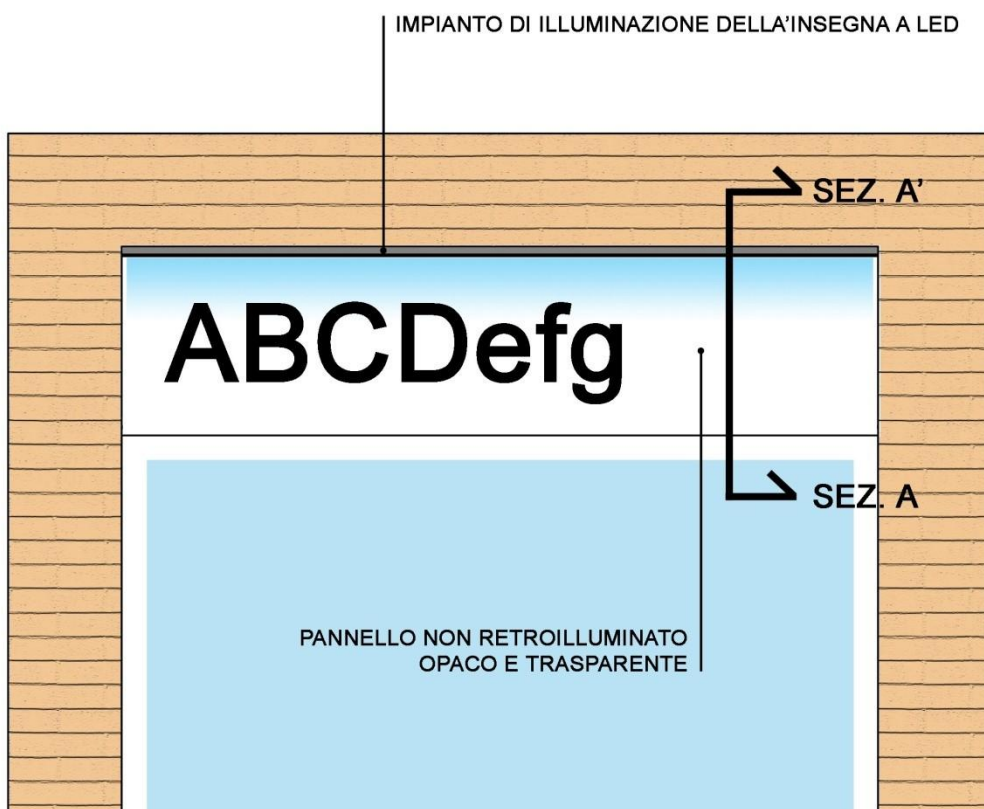 IMPIANTO DI ILLUMINAZIONE DELLA'INSEGNA A LED
SEZ. A'
ABCDefg
SEZ. A
PANNELLO NON RETROILLUMINATO
OPACO E TRASPARENTE